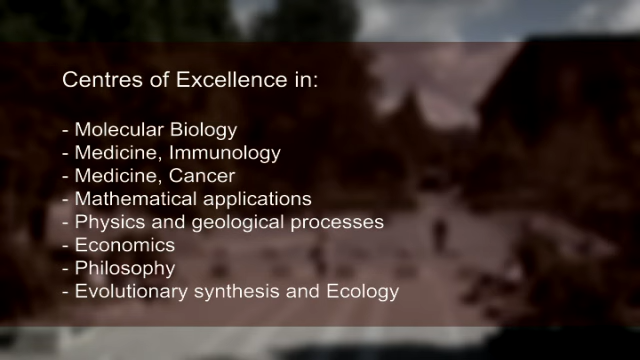 Centres of Excellence in:
- Molecular Biology
- Medicine, Immunology
- Medicine, Cancer
- Mathematical applications
- Physics and geological processes
- Economics
- Philosophy
- Evolutionary synthesis and Ecology